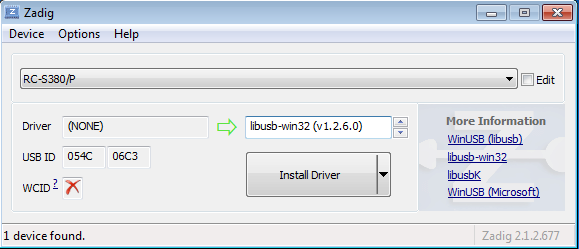 Zadig
Device Options Help
RC-S380/P
Edit
Driver (NONE) libusb-win32 (v1.2.6.0)
USB ID 054C 06C3
WCID ?
Install Driver
More Information
WinUSB (libusb)
libusb-win32
libusbK
WinUSB (Microsoft)
1 device found.
Zadig 2.1.2.677